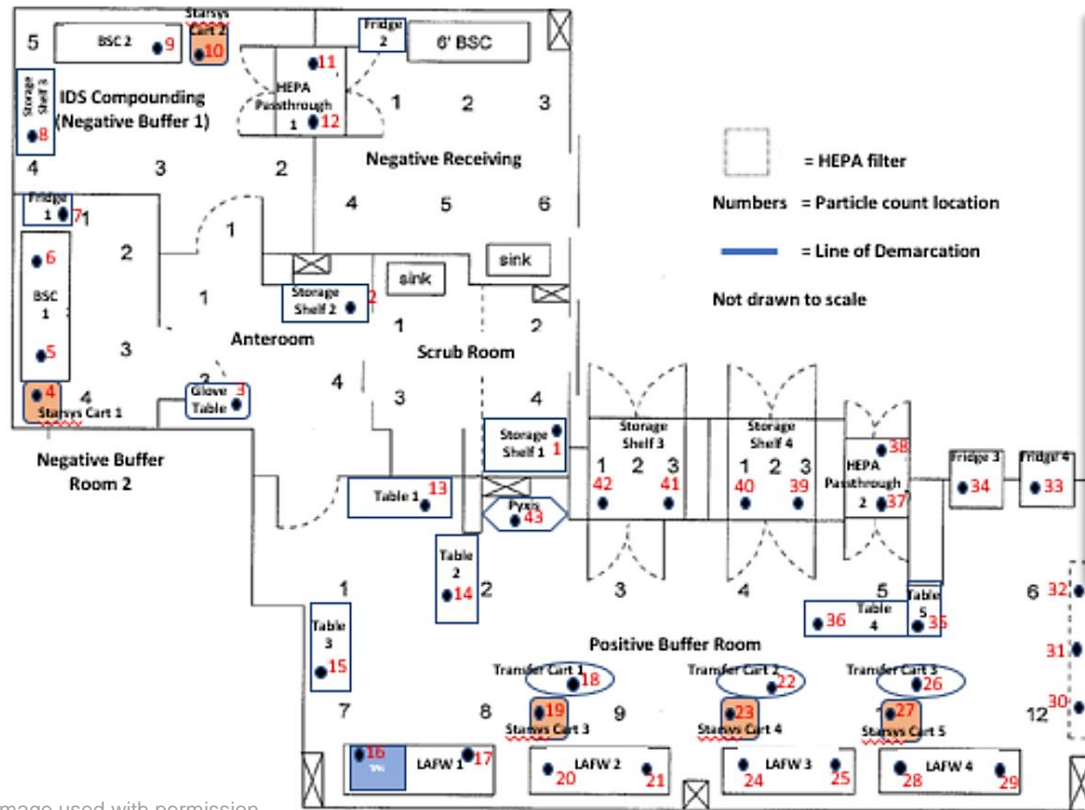 Starsys
Cart 2
10
5
BSC 2
9
Fridge
2
6' BSC
11
HEPA
Passthrough
1
12
Storage
Shelf 3
8
IDS Compounding
(Negative Buffer 1)
1
2
3
4
3
2
Negative Receiving
4
5
6
= HEPA filter
Numbers = Particle count location
= Line of Demarcation
Not drawn to scale
Fridge
1
7
1
2
1
6
BSC
1
5
3
4
4
Starsys Cart 1
1
Storage
Shelf 2
2
sink
sink
Anteroom
2
Glove
Table
3
4
1
2
Scrub Room
3
4
Storage
Shelf 1
1
Negative Buffer
Room 2
Storage
Shelf 3
1 2 3
42
41
Storage
Shelf 4
1 2 3
40
39
HEPA
Passthrough
2
38
37
Fridge 3
34
Fridge 4
33
Table 1
13
Pyxis
43
Table
2
14
1
2
3
4
5
6
Table
3
15
36
Table
4
Table
5
35
32
31
30
Positive Buffer Room
Transfer Cart 1
18
Transfer Cart 2
22
Transfer Cart 3
26
7
8
19
Starsys Cart 3
9
23
Starsys Cart 4
27
Starsys Cart 5
12
16
TPN
LAFW 1
17
LAFW 2
20
21
LAFW 3
24
25
LAFW 4
28
29
mage used with permission